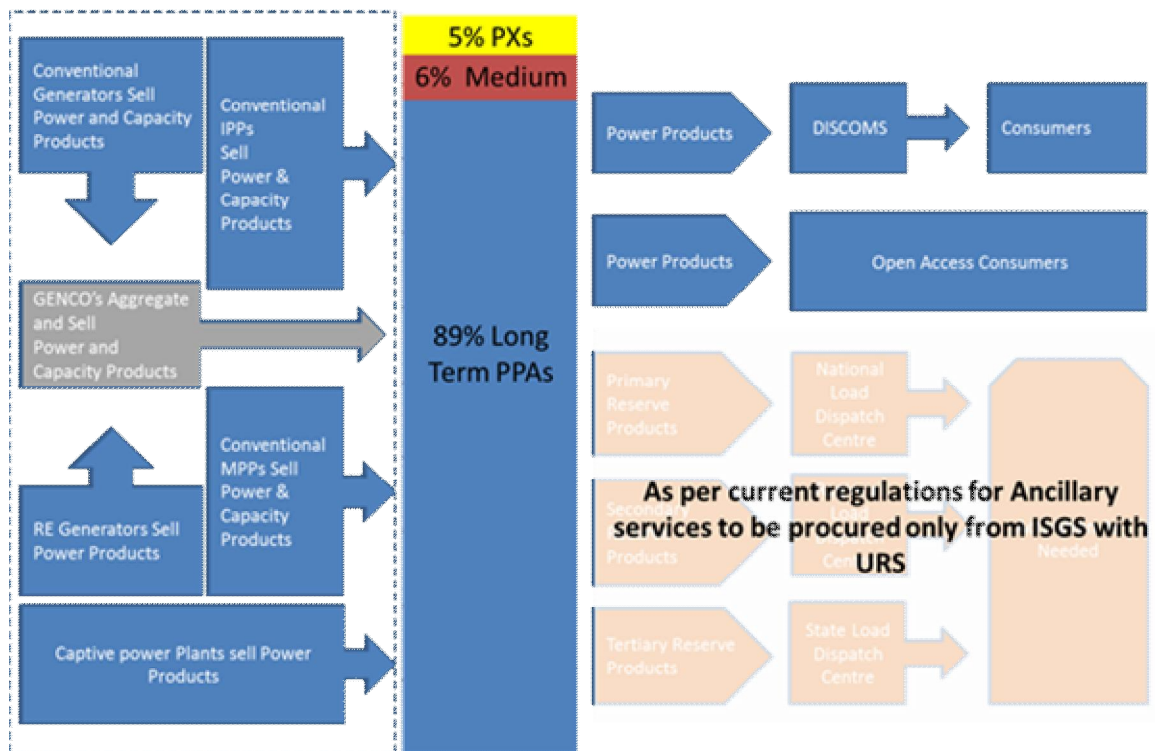 Conventional
Generators Sell
Power and Capacity
Products
Conventional
IPPs
Sell
Power &
Capacity
Products
GENCO's Aggregate
and Sell
Power and
Capacity Products
RE Generators Sell
Power Products
Conventional
MPPs Sell
Power &
Capacity
Products
Captive power Plants sell Power
Products
5% PXs
6% Medium
89% Long
Term PPAs
Power Products
DISCOMS
Consumers
Power Products
Open Access Consumers
Primary
Reserve
Products
National
Load
Dispatch
Centre
As per current regulations for Ancillary
services to be procured only from ISGS with
URS
Secondary
Products
Load
Dispatch
Centre
Needed
Tertiary Reserve
Products
State Load
Dispatch
Centre